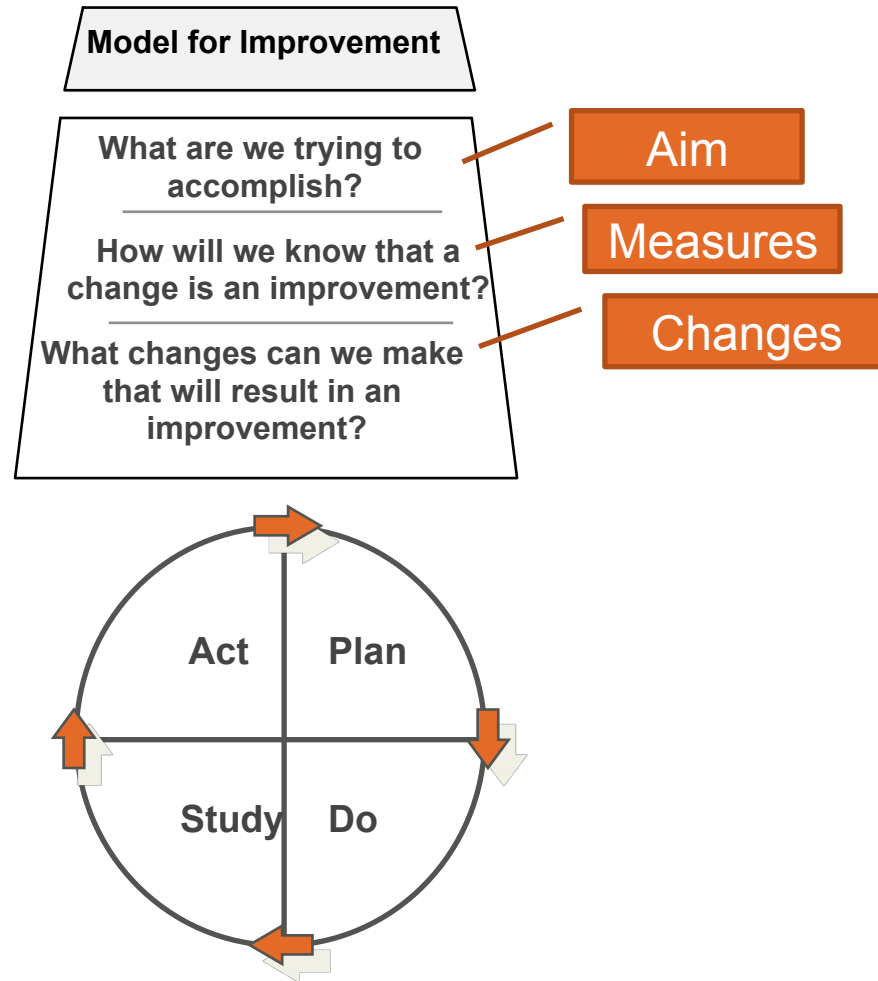 Model for Improvement
What are we trying to
accomplish?
Aim
How will we know that a
change is an improvement?
Measures
What changes can we make
that will result in an
improvement?
Changes
Act
Plan
Study
Do